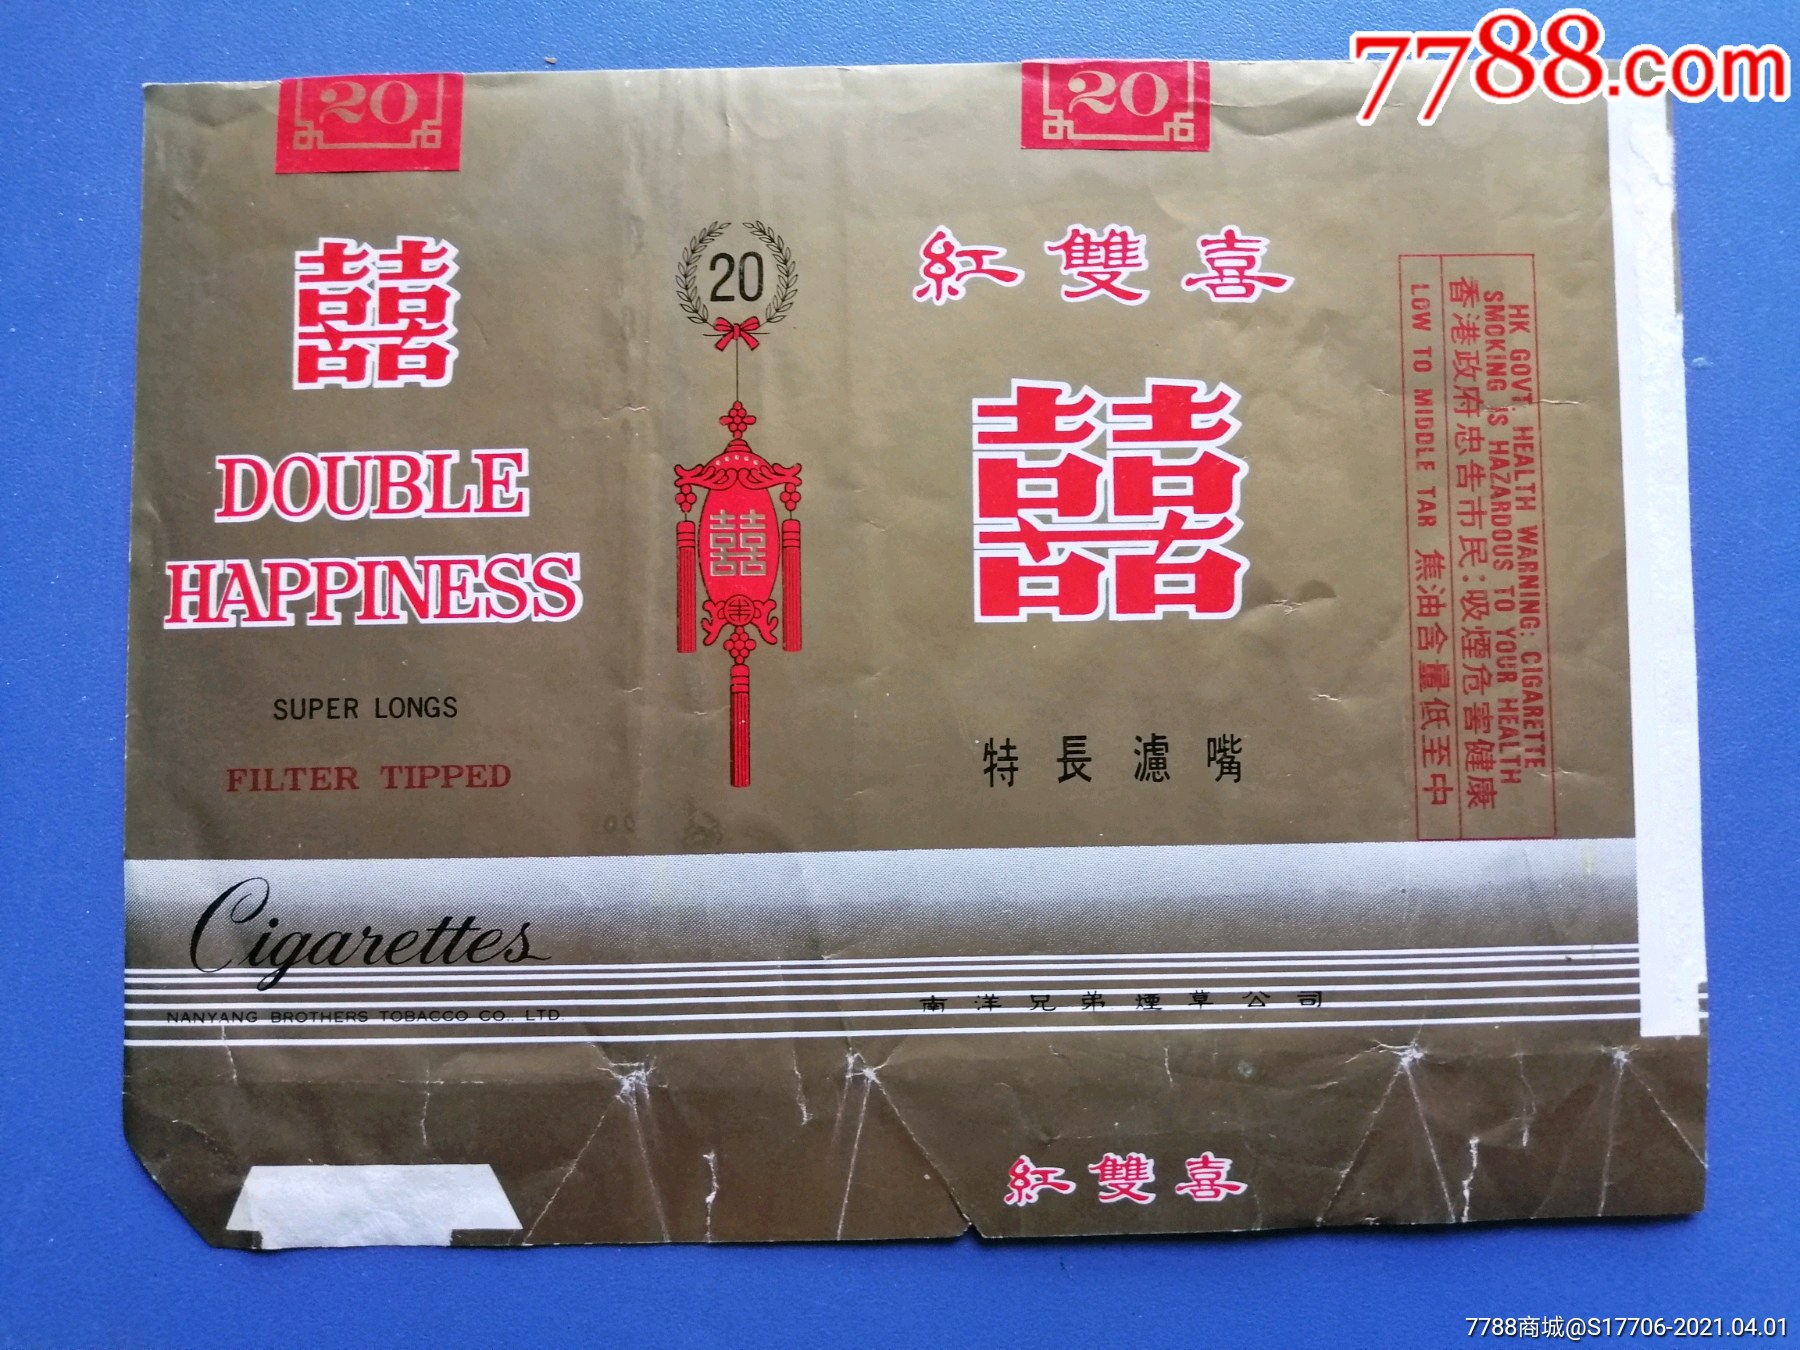 7788.com
20
20
囍
DOUBLE
HAPPINESS
SUPER LONGS
FILTER TIPPED
Cigarettes
NANYANG BROTHERS TOBACCO CO., LTD.
20
囍
紅雙喜
囍
特長濾嘴
南洋兄弟煙草公司
紅雙喜
HK GOVT. HEALTH WARNING: CIGARETTE
SMOKING IS HAZARDOUS TO YOUR HEALTH
香港政府忠告市民:吸煙危害健康
LOW TO MIDDLE TAR 焦油含量低至中
7788商城@S17706-2021.04.01